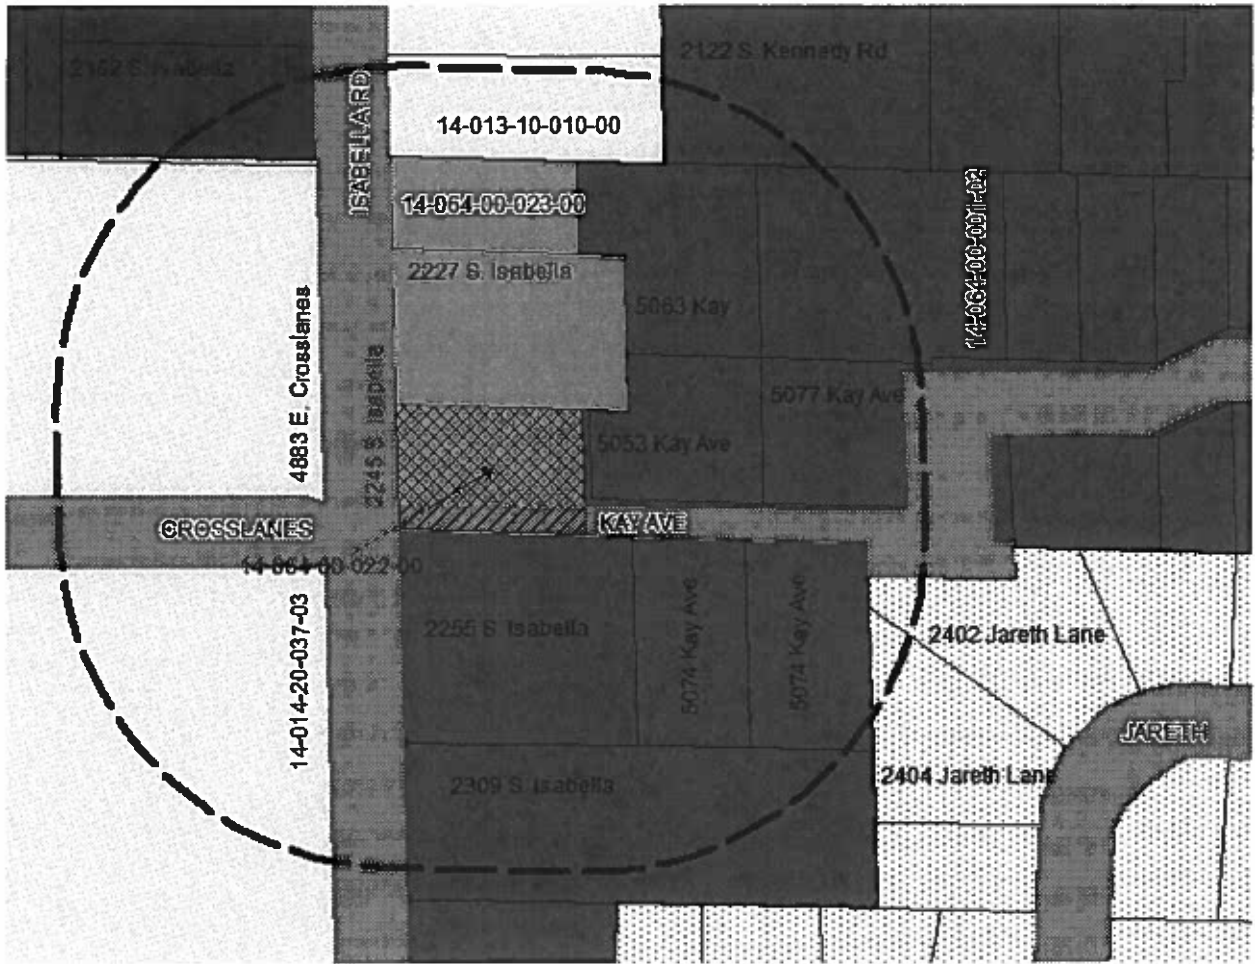 2122 S. Kennedy Rd
2182 S. Isabella
ISABELLA RD
14-013-10-010-00
14-064-00-023-00
14-064-00-001-02
2227 S. Isabella
5063 Kay
4883 E. Crosslanes
2245 S. Isabella
5077 Kay Ave
5053 Kay Ave
CROSSLANES
KAY AVE
14-064-00-022-00
14-014-20-037-03
2255 S. Isabella
5074 Kay Ave
5074 Kay Ave
2402 Jareth Lane
JARETH
2404 Jareth Lane
2309 S. Isabella